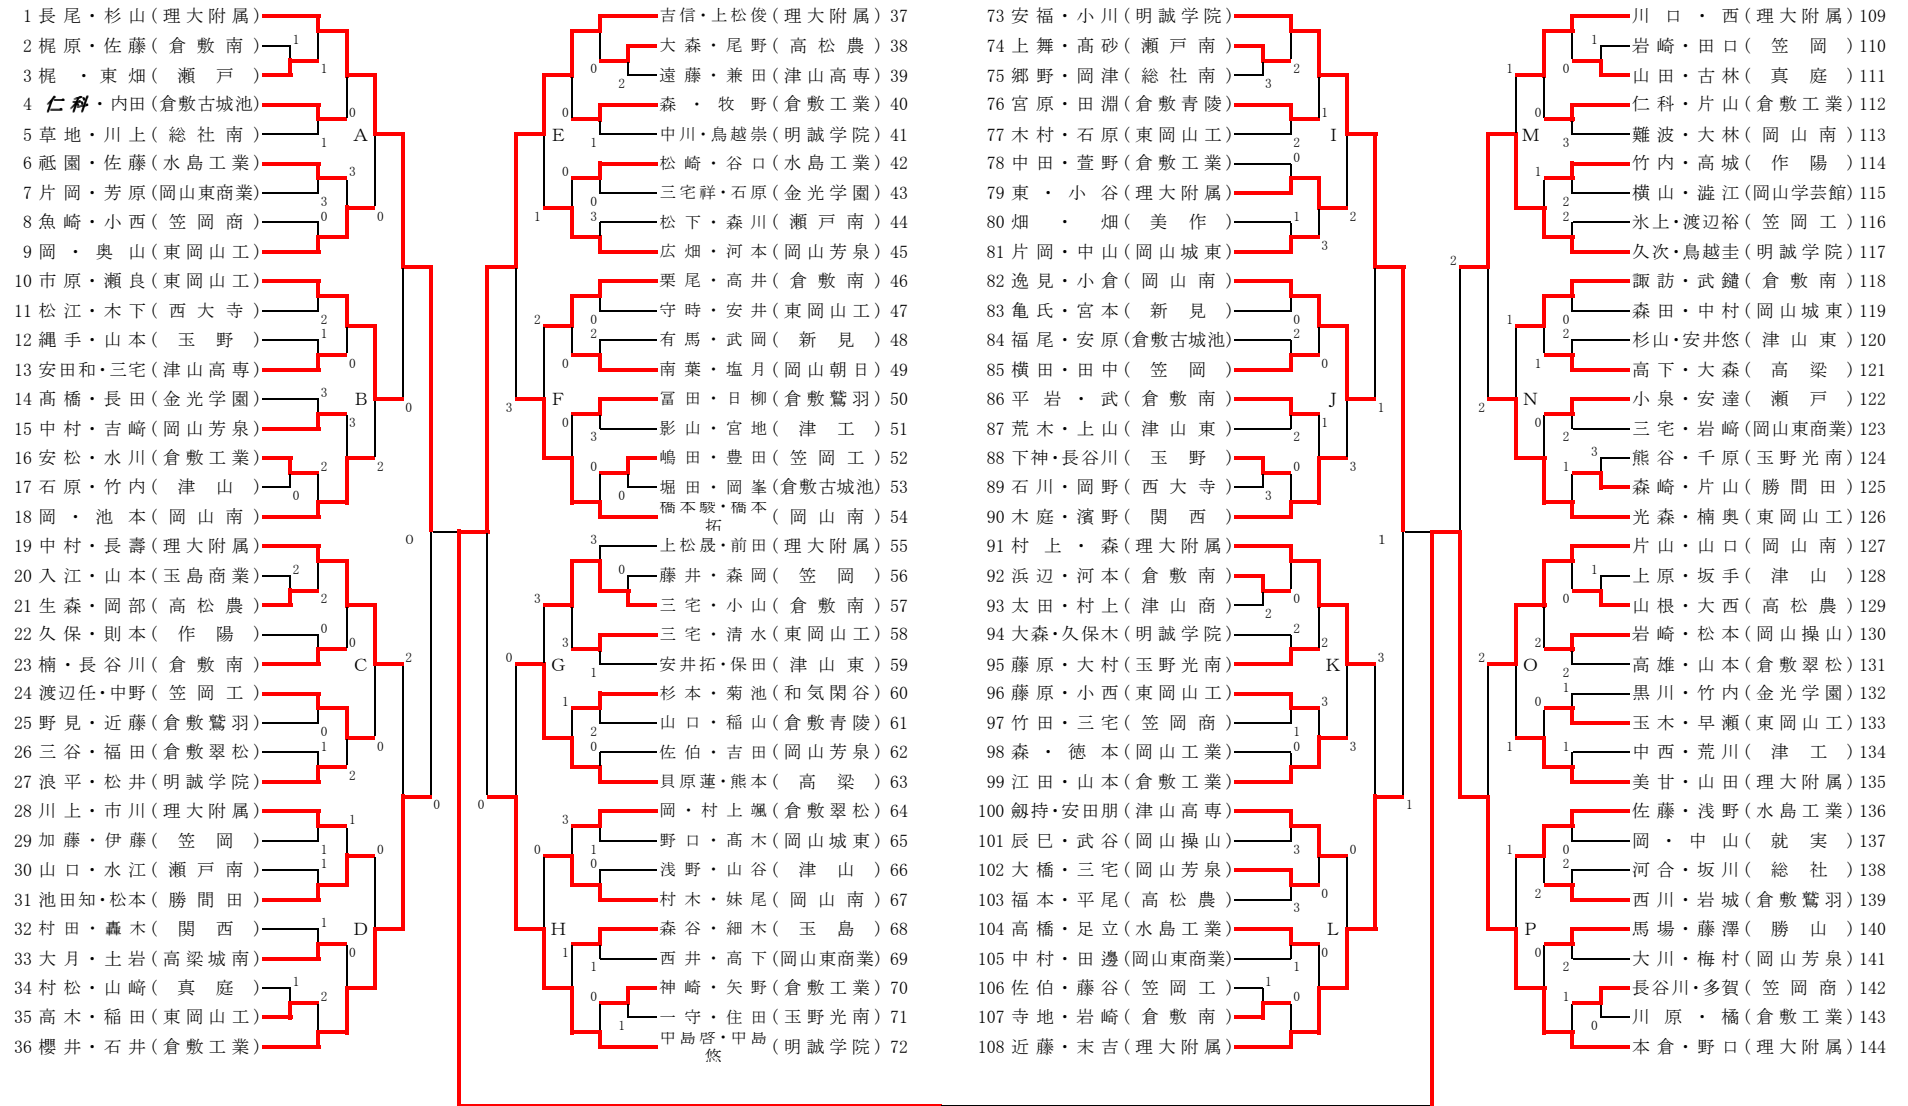 1 長尾・杉山(理大附属)
2 梶原・佐藤(倉敷南)
3 梶・東畑(瀬戸)
4 仁科・内田(倉敷古城池)
5 草地・川上(総社南)
6 祗園・佐藤(水島工業)
7 片岡・芳原(岡山東商業)
8 魚崎・小西(笠岡商)
9 岡・奥山(東岡山工)
10 市原・瀬良(東岡山工)
11 松江・木下(西大寺)
12 縄手・山本(玉野)
13 安田和・三宅(津山高専)
14 髙橋・長田(金光学園)
15 中村・吉﨑(岡山芳泉)
16 安松・水川(倉敷工業)
17 石原・竹内(津山)
18 岡・池本(岡山南)
19 中村・長壽(理大附属)
20 入江・山本(玉島商業)
21 生森・岡部(高松農)
22 久保・則本(作陽)
23 楠・長谷川(倉敷南)
24 渡辺任・中野(笠岡工)
25 野見・近藤(倉敷鷲羽)
26 三谷・福田(倉敷翠松)
27 浪平・松井(明誠学院)
28 川上・市川(理大附属)
29 加藤・伊藤(笠岡)
30 山口・水江(瀬戸南)
31 池田知・松本(勝間田)
32 村田・轟木(関西)
33 大月・土岩(高梁城南)
34 村松・山﨑(真庭)
35 高木・稲田(東岡山工)
36 櫻井・石井(倉敷工業)
A
B
C
D
吉信・上松俊(理大附属) 37
大森・尾野(高松農) 38
遠藤・兼田(津山高専) 39
森・牧野(倉敷工業) 40
中川・鳥越崇(明誠学院) 41
松崎・谷口(水島工業) 42
三宅祥・石原(金光学園) 43
松下・森川(瀬戸南) 44
広畑・河本(岡山芳泉) 45
栗尾・高井(倉敷南) 46
守時・安井(東岡山工) 47
有馬・武岡(新見) 48
南葉・塩月(岡山朝日) 49
冨田・日柳(倉敷鷲羽) 50
影山・宮地(津工) 51
嶋田・豊田(笠岡工) 52
堀田・岡峯(倉敷古城池) 53
橋本駿・橋本拓(岡山南) 54
上松晟・前田(理大附属) 55
藤井・森岡(笠岡) 56
三宅・小山(倉敷南) 57
三宅・清水(東岡山工) 58
安井拓・保田(津山東) 59
杉本・菊池(和気閑谷) 60
山口・稲山(倉敷青陵) 61
佐伯・吉田(岡山芳泉) 62
貝原蓮・熊本(高梁) 63
岡・村上颯(倉敷翠松) 64
野口・髙木(岡山城東) 65
浅野・山谷(津山) 66
村木・妹尾(岡山南) 67
森谷・細木(玉島) 68
西井・高下(岡山東商業) 69
神崎・矢野(倉敷工業) 70
一守・住田(玉野光南) 71
中島啓・中島悠(明誠学院) 72
E
F
G
H
73 安福・小川(明誠学院)
74 上舞・髙砂(瀬戸南)
75 郷野・岡津(総社南)
76 宮原・田淵(倉敷青陵)
77 木村・石原(東岡山工)
78 中田・萱野(倉敷工業)
79 東・小谷(理大附属)
80 畑・畑(美作)
81 片岡・中山(岡山城東)
82 逸見・小倉(岡山南)
83 亀氏・宮本(新見)
84 福尾・安原(倉敷古城池)
85 横田・田中(笠岡)
86 平岩・武(倉敷南)
87 荒木・上山(津山東)
88 下神・長谷川(玉野)
89 石川・岡野(西大寺)
90 木庭・濱野(関西)
91 村上・森(理大附属)
92 浜辺・河本(倉敷南)
93 太田・村上(津山商)
94 大森・久保木(明誠学院)
95 藤原・大村(玉野光南)
96 藤原・小西(東岡山工)
97 竹田・三宅(笠岡商)
98 森・徳本(岡山工業)
99 江田・山本(倉敷工業)
100 劔持・安田朋(津山高専)
101 辰巳・武谷(岡山操山)
102 大橋・三宅(岡山芳泉)
103 福本・平尾(高松農)
104 高橋・足立(水島工業)
105 中村・田邊(岡山東商業)
106 佐伯・藤谷(笠岡工)
107 寺地・岩崎(倉敷南)
108 近藤・末吉(理大附属)
I
J
K
L
川口・西(理大附属) 109
岩崎・田口(笠岡) 110
山田・古林(真庭) 111
仁科・片山(倉敷工業) 112
難波・大林(岡山南) 113
竹内・高城(作陽) 114
横山・澁江(岡山学芸館) 115
氷上・渡辺裕(笠岡工) 116
久次・鳥越圭(明誠学院) 117
諏訪・武鑓(倉敷南) 118
森田・中村(岡山城東) 119
杉山・安井悠(津山東) 120
高下・大森(高梁) 121
小泉・安達(瀬戸) 122
三宅・岩﨑(岡山東商業) 123
熊谷・千原(玉野光南) 124
森崎・片山(勝間田) 125
光森・楠奥(東岡山工) 126
片山・山口(岡山南) 127
上原・坂手(津山) 128
山根・大西(高松農) 129
岩崎・松本(岡山操山) 130
高雄・山本(倉敷翠松) 131
黒川・竹内(金光学園) 132
玉木・早瀬(東岡山工) 133
中西・荒川(津工) 134
美甘・山田(理大附属) 135
佐藤・浅野(水島工業) 136
岡・中山(就実) 137
河合・坂川(総社) 138
西川・岩城(倉敷鷲羽) 139
馬場・藤澤(勝山) 140
大川・梅村(岡山芳泉) 141
長谷川・多賀(笠岡商) 142
川原・橘(倉敷工業) 143
本倉・野口(理大附属) 144
M
N
O
P